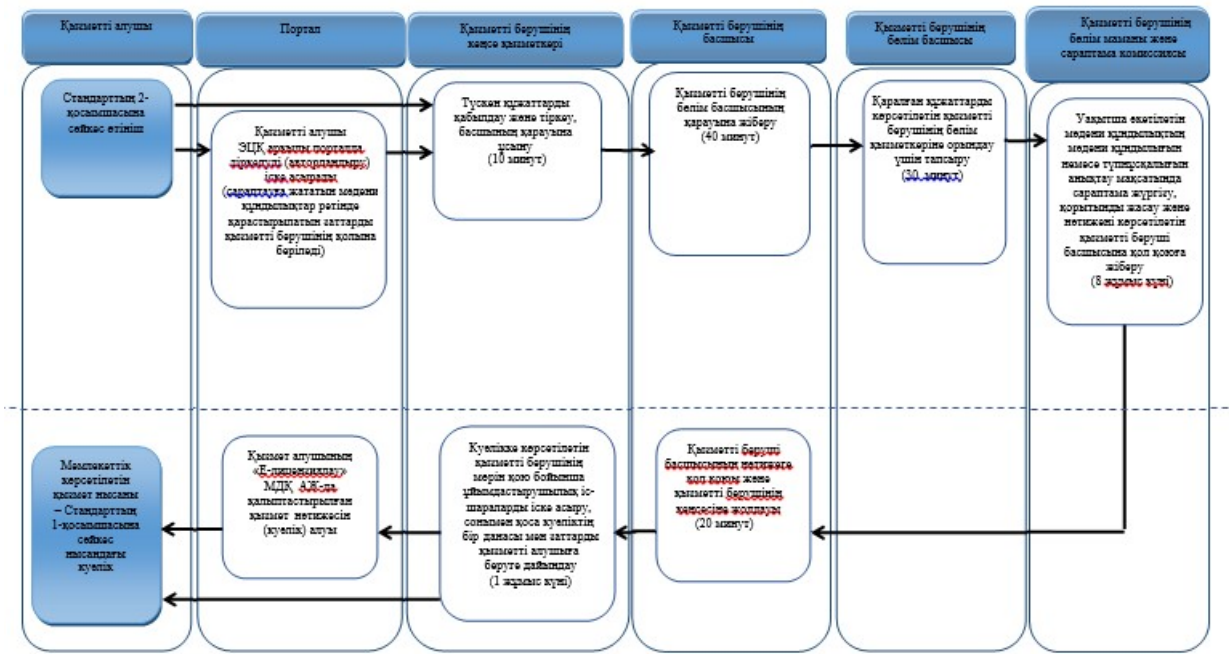 Қызметті алушы
Портал
Қызметті берушінің
кеңсе қызметкері
Қызметті берушінің
басшысы
Қызметті берушінің
бөлім басшысы
Қызметті берушінің
бөлім маманы және
сараптама комиссиясы
Стандарттың 2-
қосымшасына
сәйкес өтініш
Қызметті алушы
ЭЦҚ арқылы порталда
тіркелуді (авторландыру)
іске асырады
(сараптауға жататын мәдени
құндылықтар ретінде
қарастырылатын заттарды
қызметті берушінің қолына
беріледі)
Түскен құжаттарды
қабылдау және тіркеу,
басшының қарауына
ұсыну
(10 минут)
Қызметті берушінің
бөлім басшысының
қарауына жіберу
(40 минут)
Қаралған құжаттарды
көрсетілетін қызметті
берушінің бөлім
қызметкеріне орындау
үшін тапсыру
(30 минут)
Уақытша әкетілетін
мәдени құндылықтың
мәдени құндылығын
немесе түпнұсқалығын
анықтау мақсатында
сараптама жүргізу,
қорытынды жасау және
нәтижені көрсетілетін
қызметті беруші
басшысына қол қоюға
жіберу
(8 жұмыс күні)
Мемлекеттік
көрсетілетін
қызмет нысаны
– Стандарттың
1-қосымшасына
сәйкес
нысандағы
куәлік
Қызмет алушының
«Е-лицензиялау»
МДҚ АЖ-да
қалыптастырылған
қызмет нәтижесін
(куәлік) алуы
Куәлікке көрсетілетін
қызметті берушінің
мөрін қою бойынша
ұйымдастырушылық іс-
шараларды іске асыру,
сонымен қоса куәліктің
бір данасы мен заттарды
қызметті алушыға
беруге дайындау
(1 жұмыс күні)
Қызметті беруші
басшысының нәтижеге
қол қоюы және
қызметті берушінің
кеңсесіне жолдауы
(20 минут)